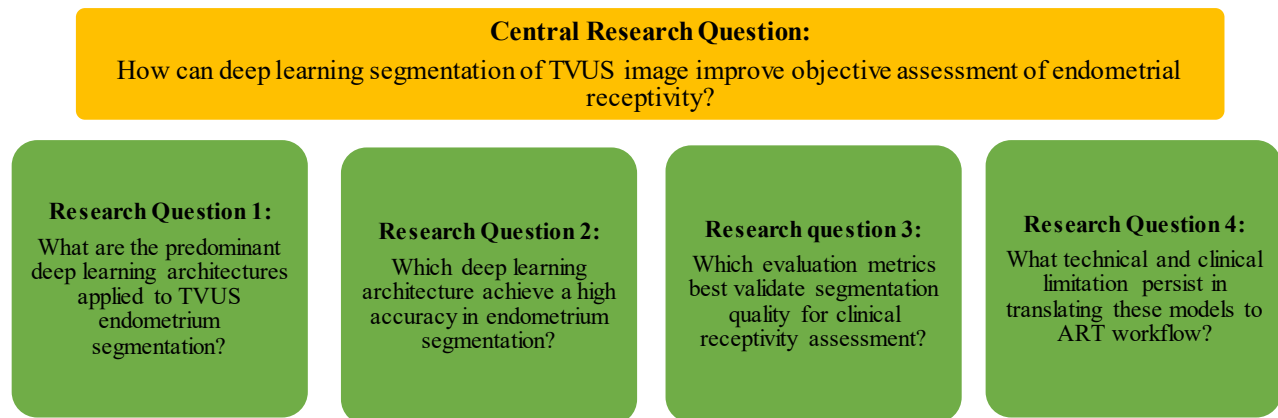 Central Research Question:
How can deep learning segmentation of TVUS image improve objective assessment of endometrial
receptivity?
Research Question 1:
What are the predominant
deep learning architectures
applied to TVUS
endometrium
segmentation?
Research Question 2:
Which deep learning
architecture achieve a high
accuracy in endometrium
segmentation?
Research question 3:
Which evaluation metrics
best validate segmentation
quality for clinical
receptivity assessment?
Research Question 4:
What technical and clinical
limitation persist in
translating these models to
ART workflow?